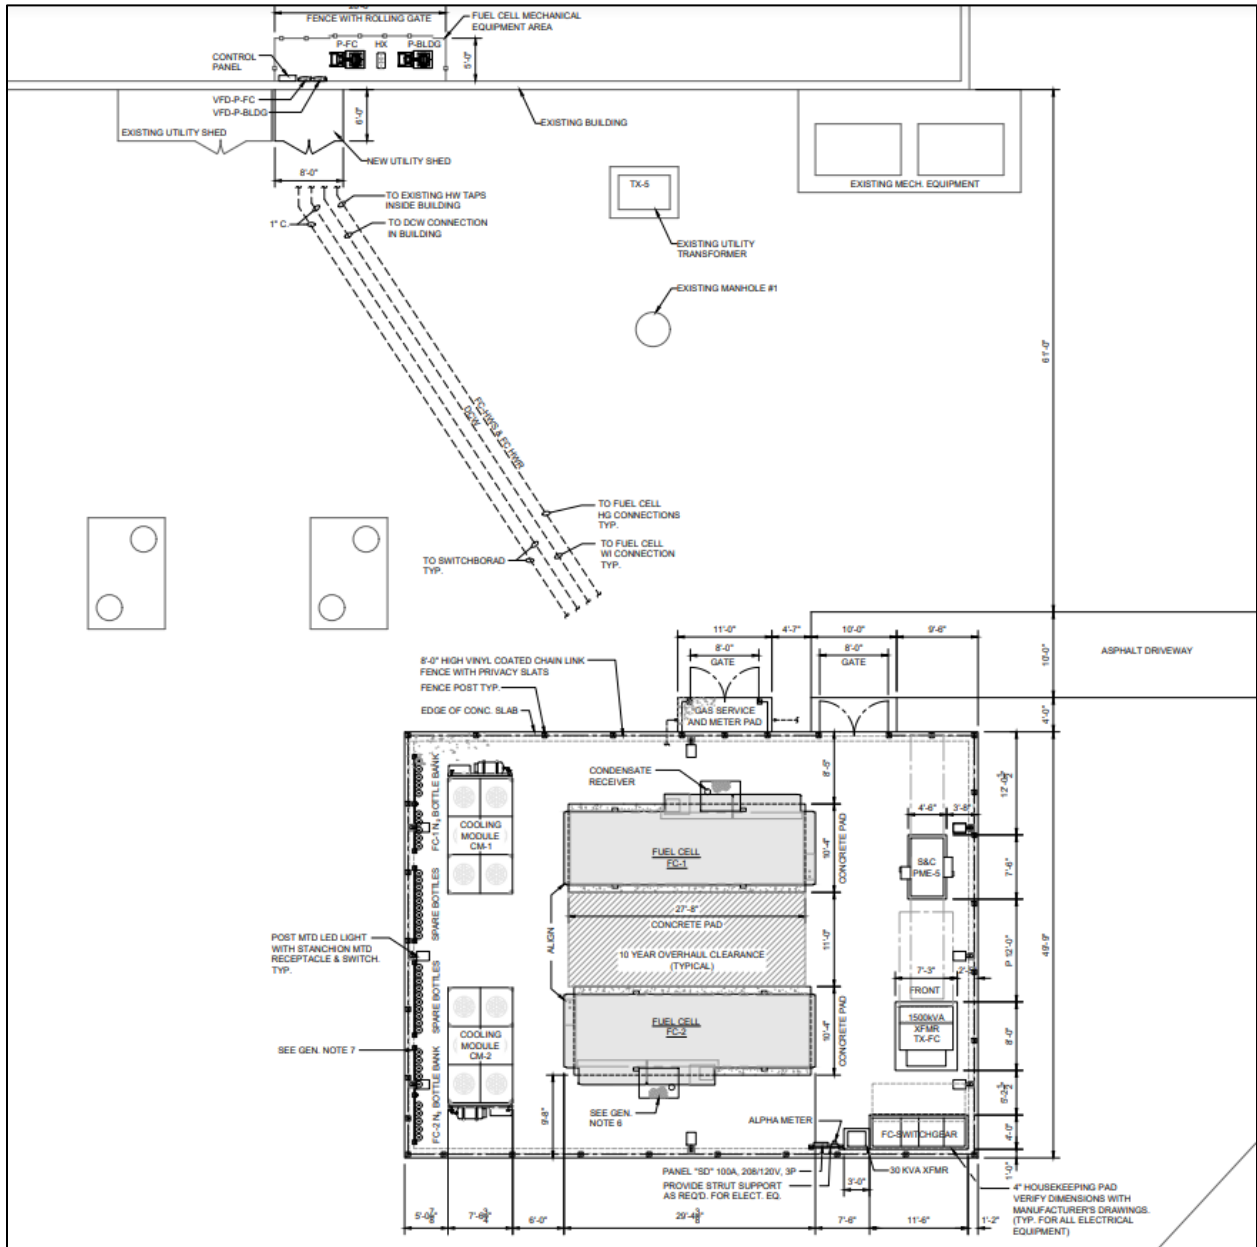 FENCE WITH ROLLING GATE
FUEL CELL MECHANICAL
EQUIPMENT AREA
P-FC
HX
P-BLDG
5'-0"
CONTROL
PANEL
VFD-P-FC
VFD-P-BLDG
6'-0"
EXISTING BUILDING
EXISTING UTILITY SHED
NEW UTILITY SHED
8'-0"
TX-5
EXISTING MECH. EQUIPMENT
TO EXISTING HW TAPS
INSIDE BUILDING
1" C.
TO DCW CONNECTION
IN BUILDING
EXISTING UTILITY
TRANSFORMER
EXISTING MANHOLE #1
61'-0"
FC-HWS & FC HWR
DCW
TO FUEL CELL
HG CONNECTIONS
TYP.
TO SWITCHBORAD
TYP.
TO FUEL CELL
WI CONNECTION
TYP.
11'-0"
4'-7"
10'-0"
9'-6"
8'-0"
GATE
8'-0"
GATE
10'-0"
ASPHALT DRIVEWAY
8'-0" HIGH VINYL COATED CHAIN LINK
FENCE WITH PRIVACY SLATS
FENCE POST TYP.
EDGE OF CONC. SLAB
GAS SERVICE
AND METER PAD
4'-0"
FC-1 N₂ BOTTLE BANK
COOLING
MODULE
CM-1
CONDENSATE
RECEIVER
8'-5"
4'-6"
3'-8"
FUEL CELL
FC-1
10'-4"
CONCRETE PAD
S&C
PME-5
7'-6"
SPARE BOTTLES
27'-8"
CONCRETE PAD
ALIGN
10 YEAR OVERHAUL CLEARANCE
(TYPICAL)
11'-0"
P 12'-0"
49'-9"
POST MTD LED LIGHT
WITH STANCHION MTD
RECEPTACLE & SWITCH.
TYP.
SPARE BOTTLES
7'-3"
FRONT
1500kVA
XFMR
TX-FC
8'-0"
COOLING
MODULE
CM-2
FUEL CELL
FC-2
10'-4"
CONCRETE PAD
SEE GEN. NOTE 7
FC-2 N₂ BOTTLE BANK
9'-8"
SEE GEN.
NOTE 6
ALPHA METER
FC-SWITCHGEAR
4'-0"
1'-0"
PANEL "SD" 100A, 208/120V, 3P
PROVIDE STRUT SUPPORT
AS REQ'D. FOR ELECT. EQ.
30 KVA XFMR
3'-0"
4" HOUSEKEEPING PAD
VERIFY DIMENSIONS WITH
MANUFACTURER'S DRAWINGS.
(TYP. FOR ALL ELECTRICAL
EQUIPMENT)
6'-0"
7'-6"
11'-6"
1'-2"